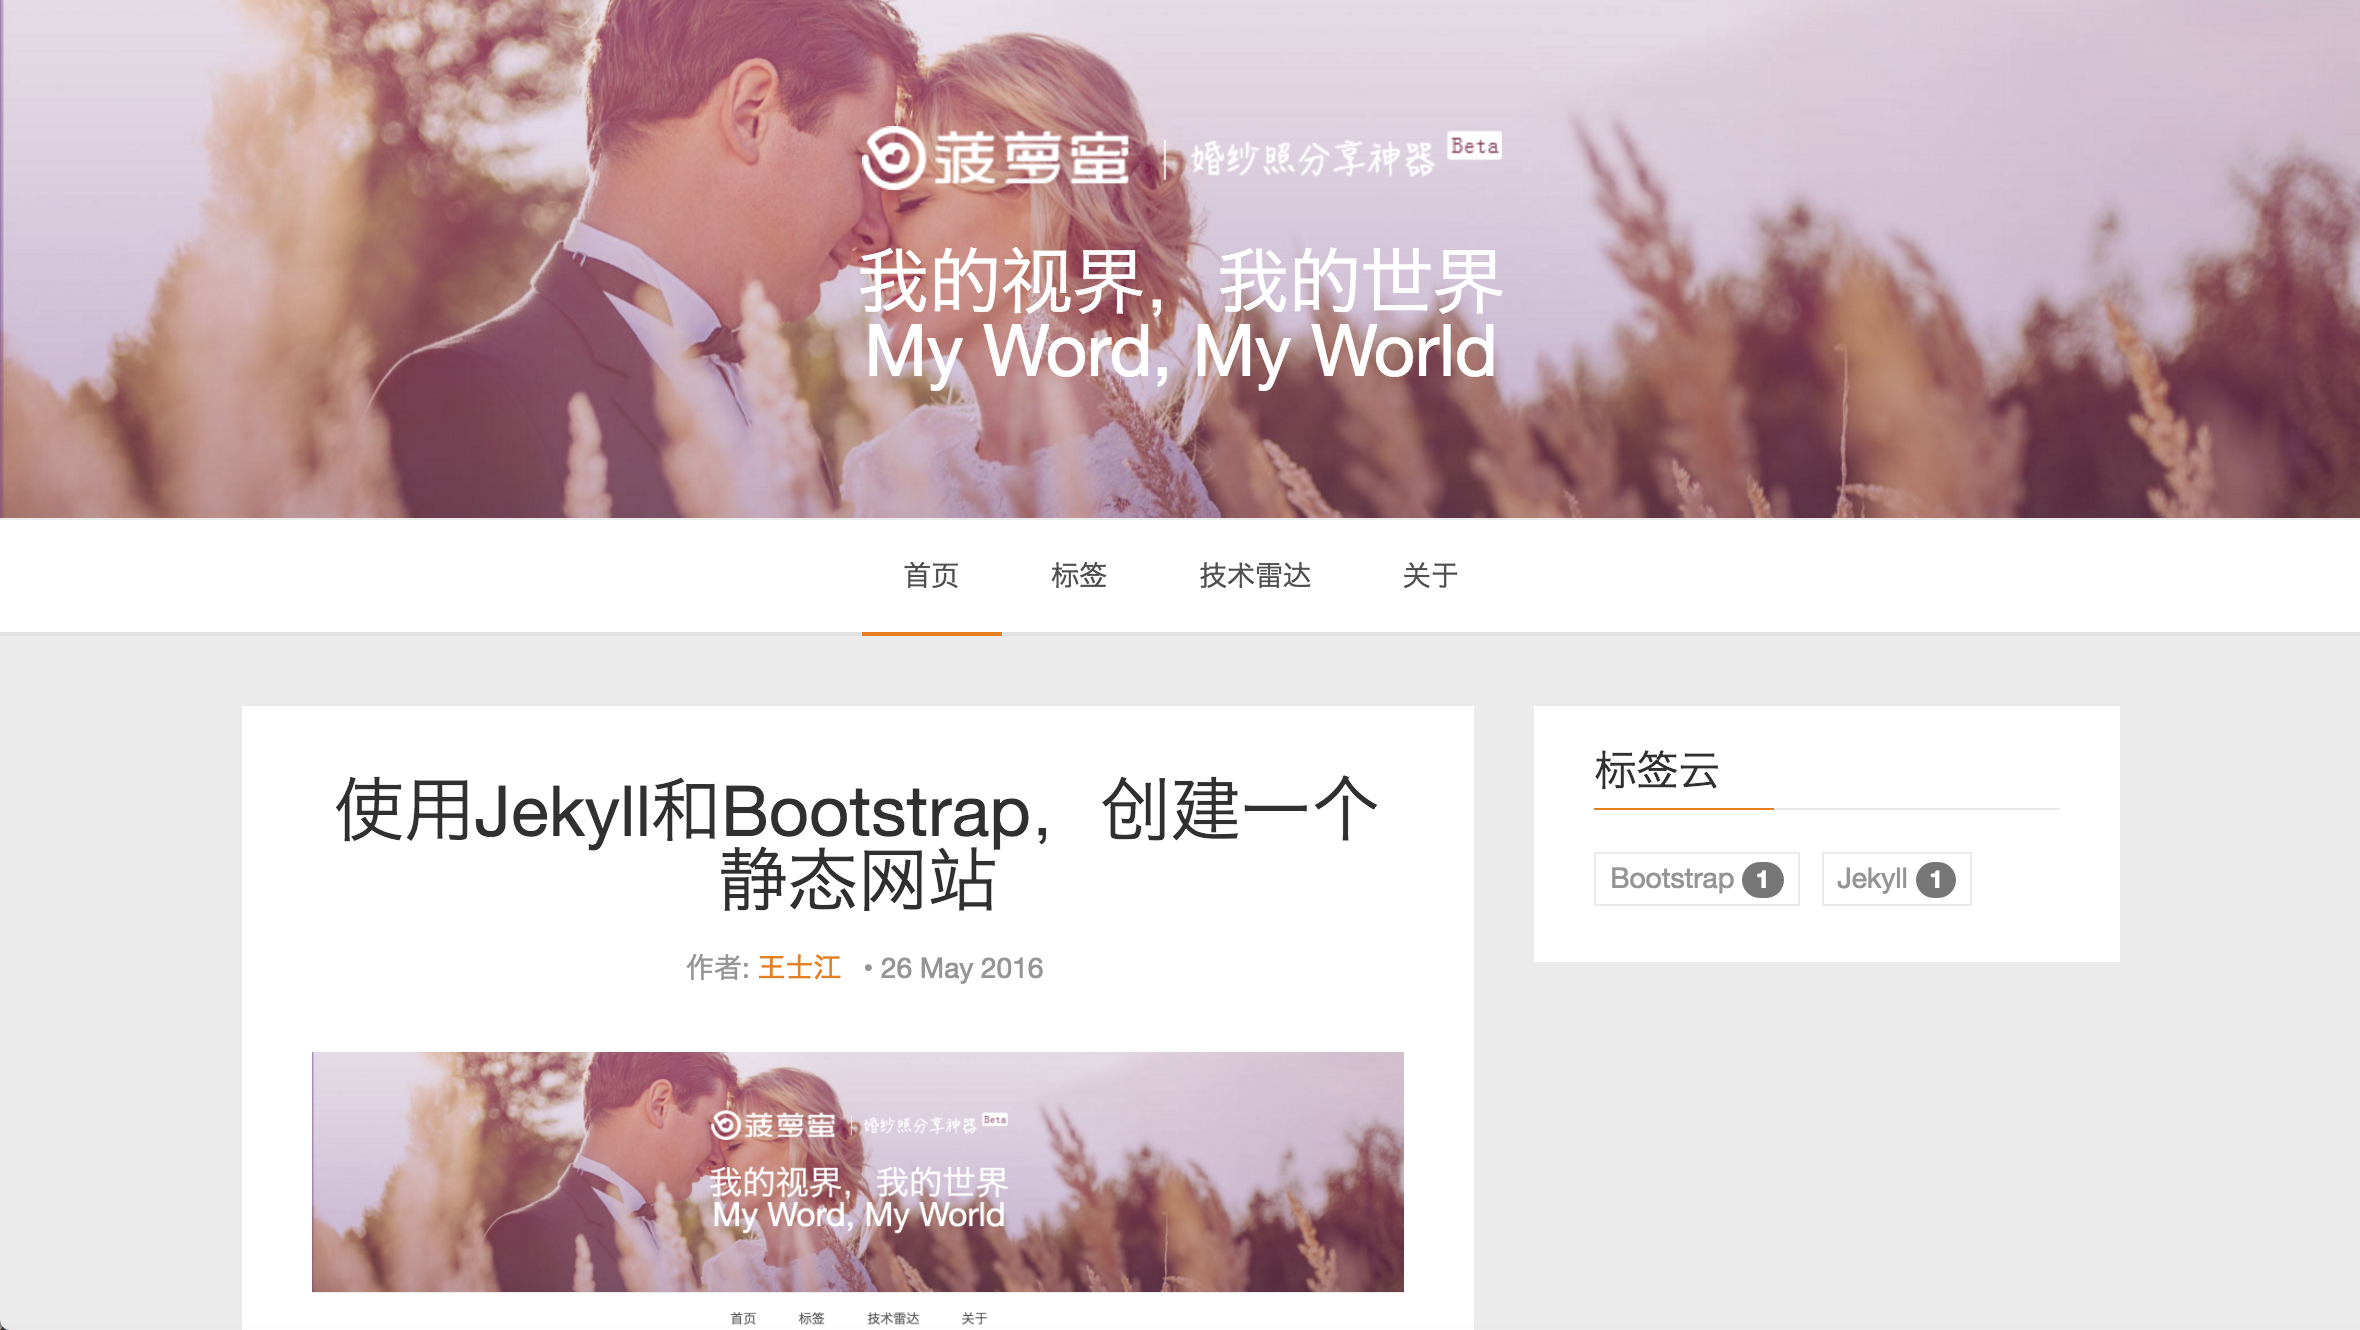 菠萝蜜 | 婚纱照分享神器 Beta
我的视界，我的世界
My Word, My World
首页 标签 技术雷达 关于
使用Jekyll和Bootstrap，创建一个
静态网站
作者: 王士江 • 26 May 2016
标签云
Bootstrap 1 Jekyll 1
菠萝蜜 | 婚纱照分享神器 Beta
我的视界，我的世界
My Word, My World
首页 标签 技术雷达 关于